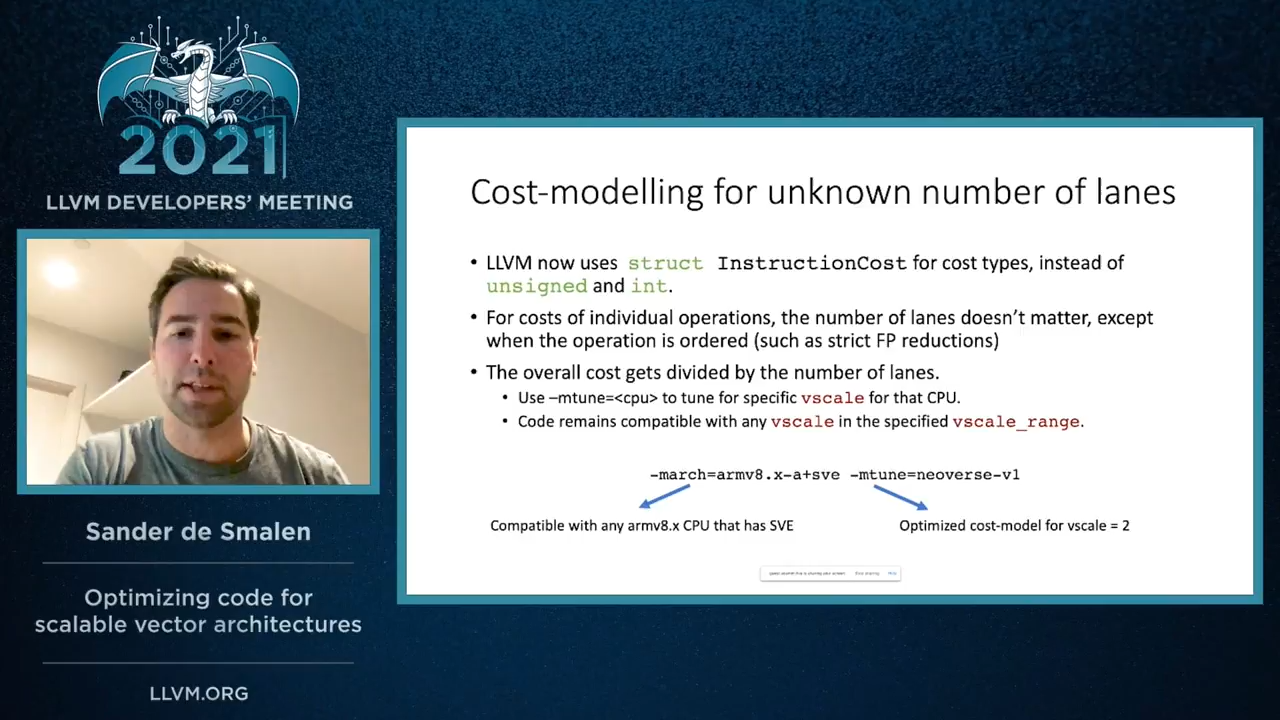 2021
LLVM DEVELOPERS' MEETING
Sander de Smalen
Optimizing code for
scalable vector architectures
LLVM.ORG
Cost-modelling for unknown number of lanes
• LLVM now uses struct InstructionCost for cost types, instead of
unsigned and int.
• For costs of individual operations, the number of lanes doesn't matter, except
when the operation is ordered (such as strict FP reductions)
• The overall cost gets divided by the number of lanes.
• Use –mtune=<cpu> to tune for specific vscale for that CPU.
• Code remains compatible with any vscale in the specified vscale_range.
-march=armv8.x-a+sve -mtune=neoverse-v1
Compatible with any armv8.x CPU that has SVE
Optimized cost-model for vscale = 2